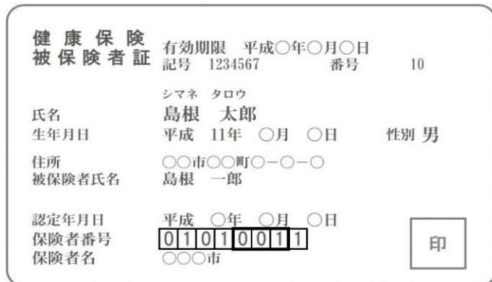 健康保険
被保険者証
有効期限 平成○年○月○日
記号 1234567 番号 10
シマネ タロウ
氏名 島根 太郎
生年月日 平成 11年 ○月 ○日 性別 男
住所 ○○市○○町○-○-○
被保険者氏名 島根 一郎
認定年月日 平成 ○年 ○月 ○日
保険者番号 01010011
保険者名 ○○○市
印